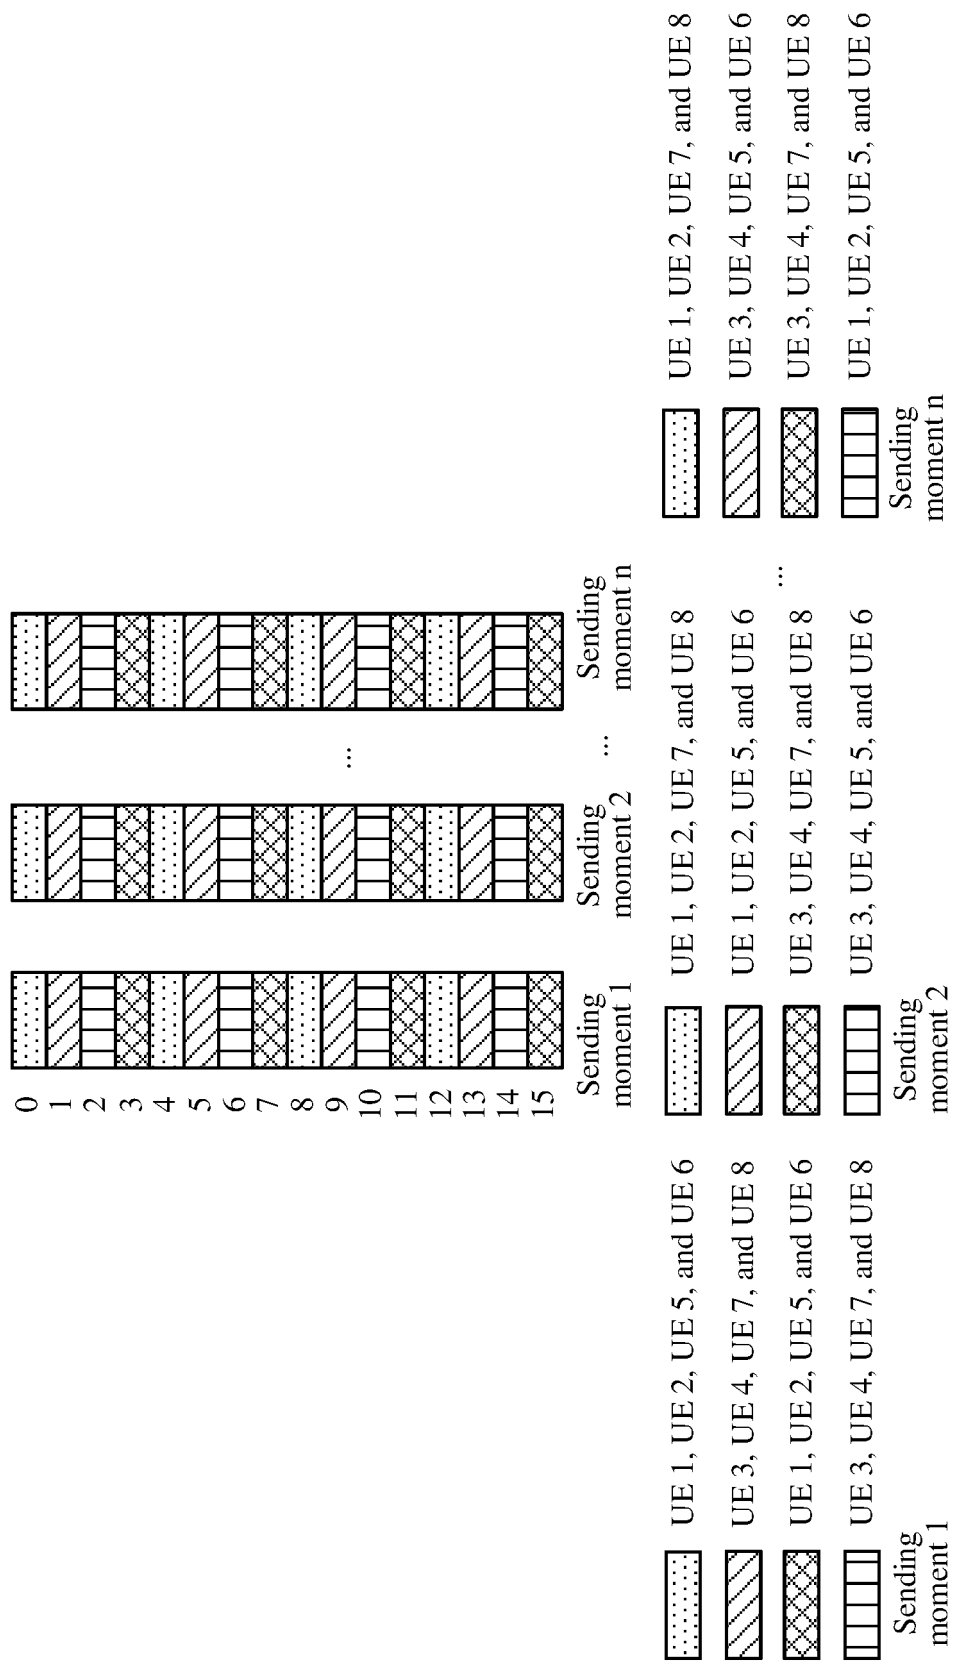 0
1
2
3
4
5
6
7
8
9
10
11
12
13
14
15
Sending
moment 1
Sending
moment 2
...
...
Sending
moment n
UE 1, UE 2, UE 5, and UE 6
UE 3, UE 4, UE 7, and UE 8
UE 1, UE 2, UE 5, and UE 6
UE 3, UE 4, UE 7, and UE 8
Sending
moment 1
UE 1, UE 2, UE 7, and UE 8
UE 1, UE 2, UE 5, and UE 6
UE 3, UE 4, UE 7, and UE 8
UE 3, UE 4, UE 5, and UE 6
Sending
moment 2
...
UE 1, UE 2, UE 7, and UE 8
UE 3, UE 4, UE 5, and UE 6
UE 3, UE 4, UE 7, and UE 8
UE 1, UE 2, UE 5, and UE 6
Sending
moment n